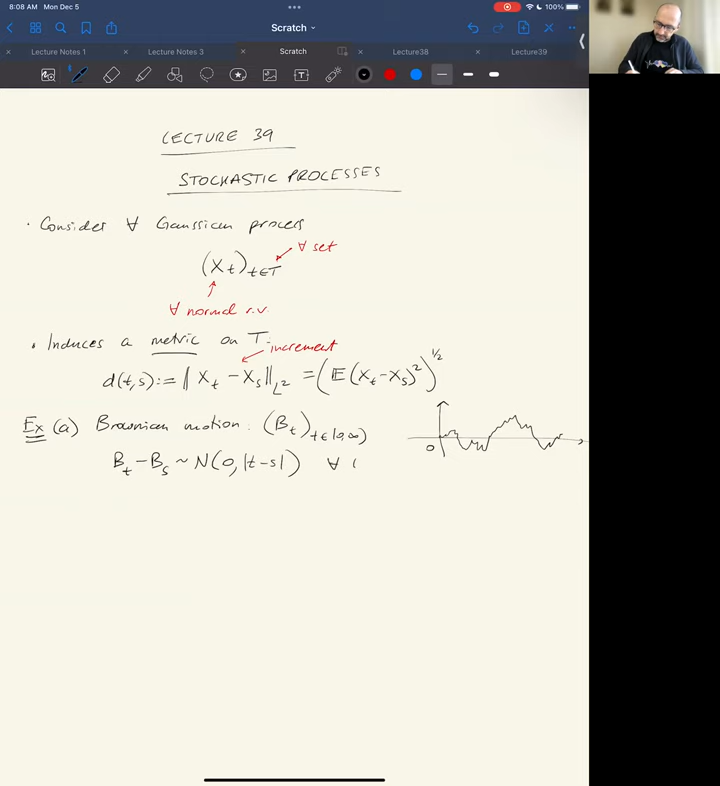 8:08 AM Mon Dec 5
100%
Scratch
Lecture Notes 1
Lecture Notes 3
Scratch
Lecture38
Lecture39
LECTURE 39
STOCHASTIC PROCESSES
· Consider ∀ Gaussian process
(X_t)_{t∈T}
∀ set
∀ normal r.v.
· Induces a metric on T.
increment
d(t,s) := ‖X_t - X_s‖_{L²} = (𝔼(X_t - X_s)²)^{1/2}
Ex (a) Brownian motion: (B_t)_{t∈[0,∞)}
0
B_t - B_s ~ N(0, |t-s|) ∀ (